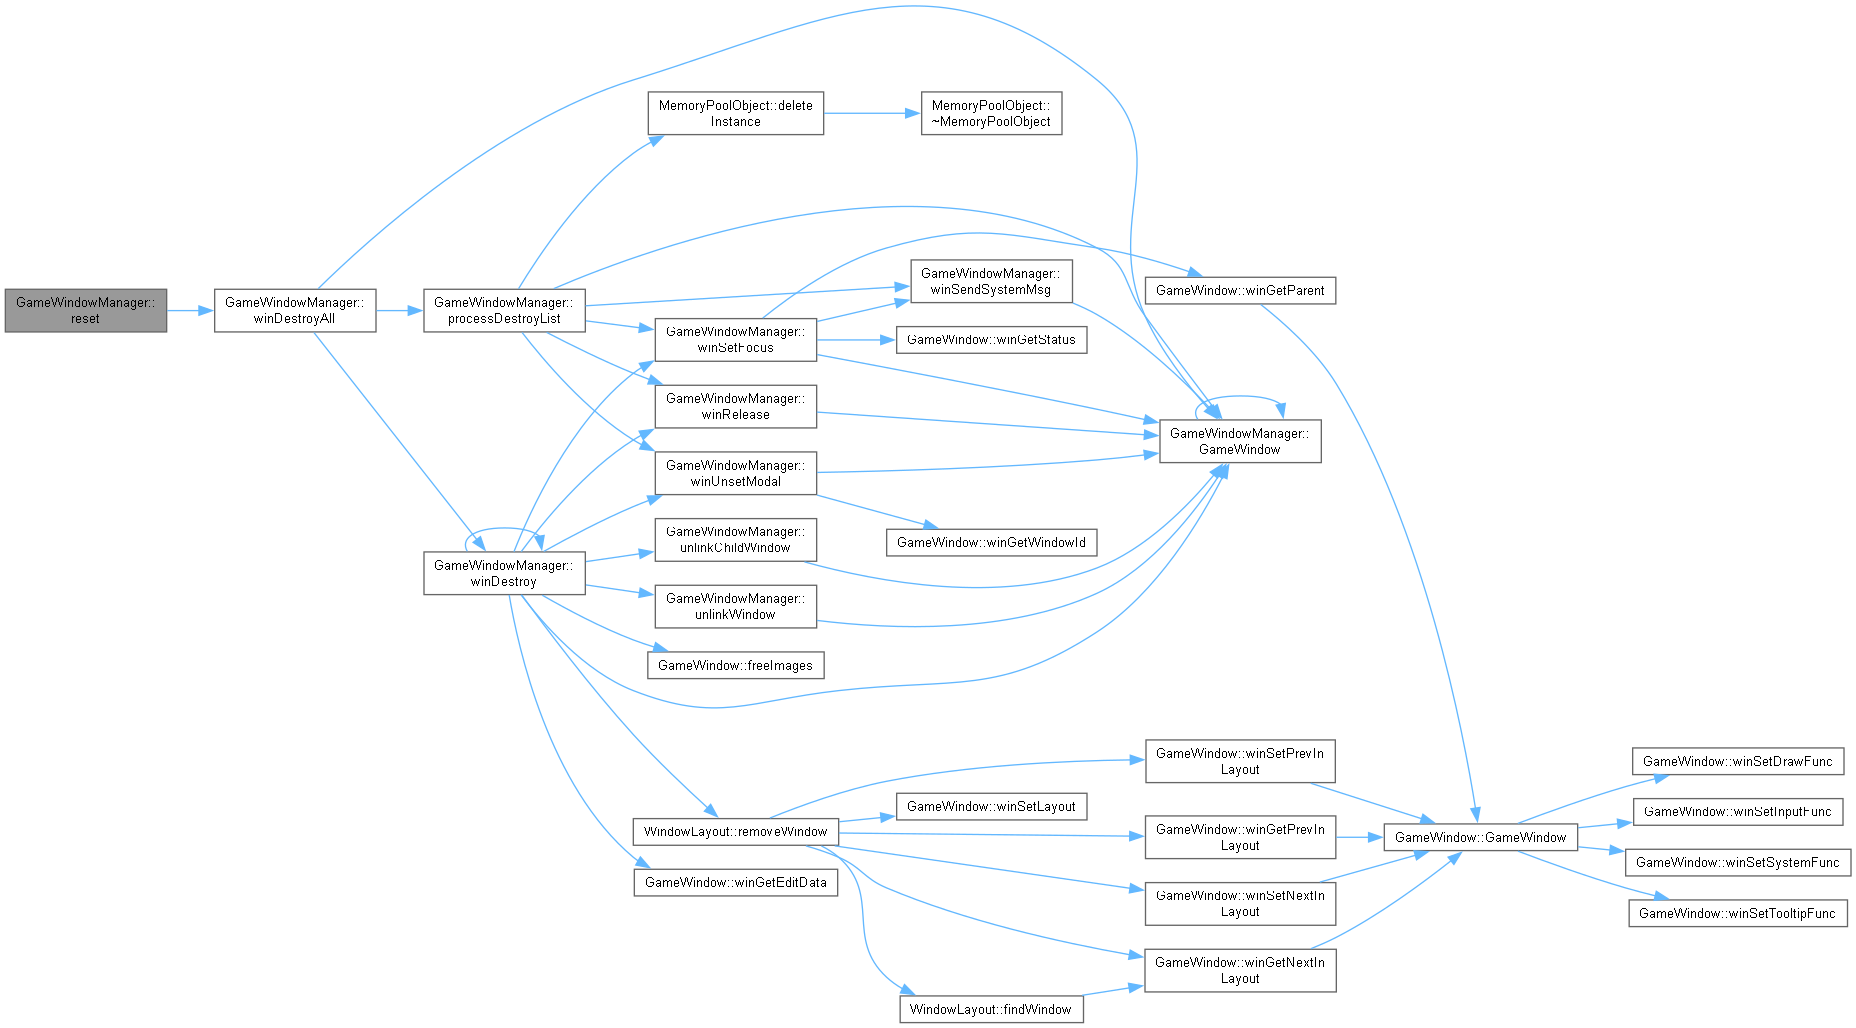 GameWindowManager::
reset
GameWindowManager::
winDestroyAll
GameWindowManager::
processDestroyList
GameWindowManager::
winDestroy
MemoryPoolObject::delete
Instance
MemoryPoolObject::
~MemoryPoolObject
GameWindowManager::
winSetFocus
GameWindowManager::
winRelease
GameWindowManager::
winUnsetModal
GameWindowManager::
unlinkChildWindow
GameWindowManager::
unlinkWindow
GameWindow::freeImages
WindowLayout::removeWindow
GameWindow::winGetEditData
GameWindowManager::
winSendSystemMsg
GameWindow::winGetStatus
GameWindow::winGetWindowId
GameWindow::winSetLayout
WindowLayout::findWindow
GameWindow::winGetParent
GameWindowManager::
GameWindow
GameWindow::winSetPrevIn
Layout
GameWindow::winGetPrevIn
Layout
GameWindow::winSetNextIn
Layout
GameWindow::winGetNextIn
Layout
GameWindow::GameWindow
GameWindow::winSetDrawFunc
GameWindow::winSetInputFunc
GameWindow::winSetSystemFunc
GameWindow::winSetTooltipFunc